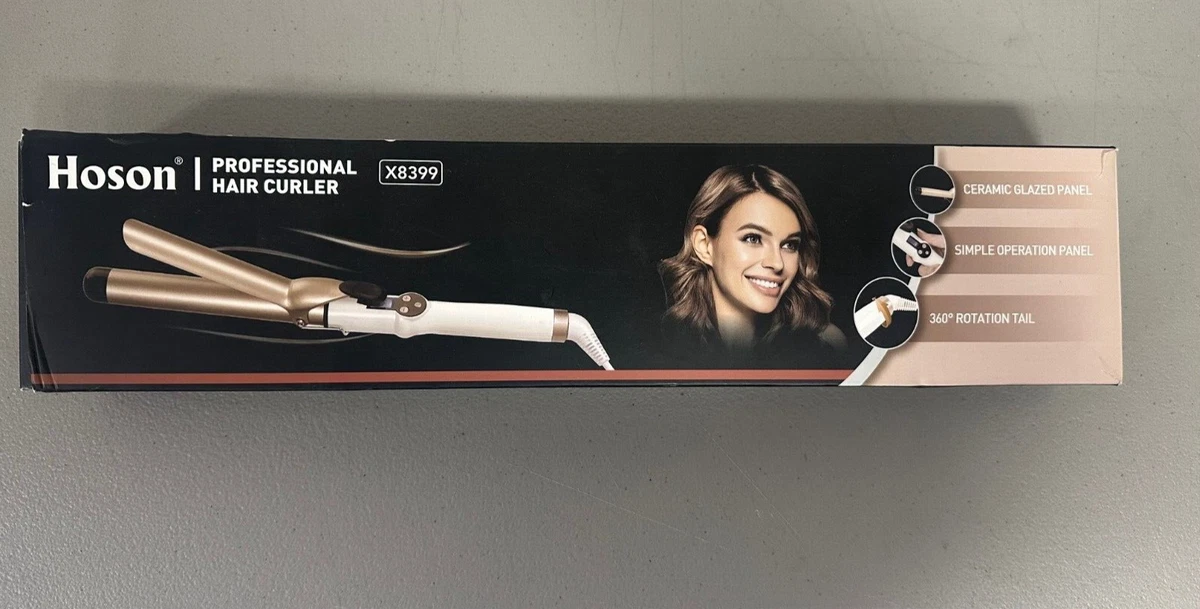 Hoson® | PROFESSIONAL
HAIR CURLER
X8399
CERAMIC GLAZED PANEL
SIMPLE OPERATION PANEL
360° ROTATION TAIL